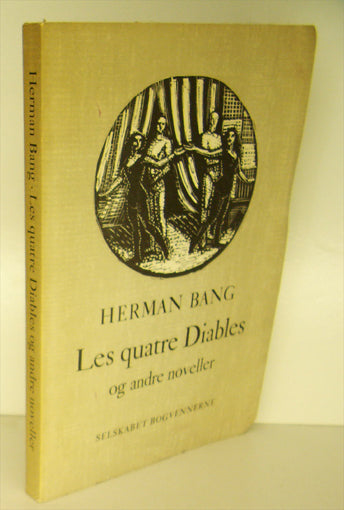 Herman Bang · Les quatre Diables og andre noveller
HERMAN BANG
Les quatre Diables
og andre noveller
SELSKABET BOGVENNERNE